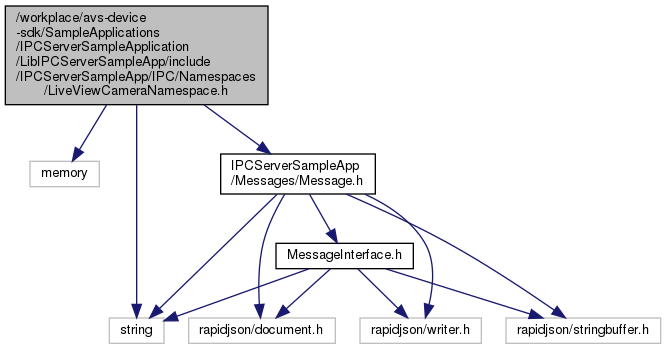 /workplace/avs-device
-sdk/SampleApplications
/IPCServerSampleApplication
/LibIPCServerSampleApp/include
/IPCServerSampleApp/IPC/Namespaces
/LiveViewCameraNamespace.h
memory
IPCServerSampleApp
/Messages/Message.h
MessageInterface.h
string
rapidjson/document.h
rapidjson/writer.h
rapidjson/stringbuffer.h